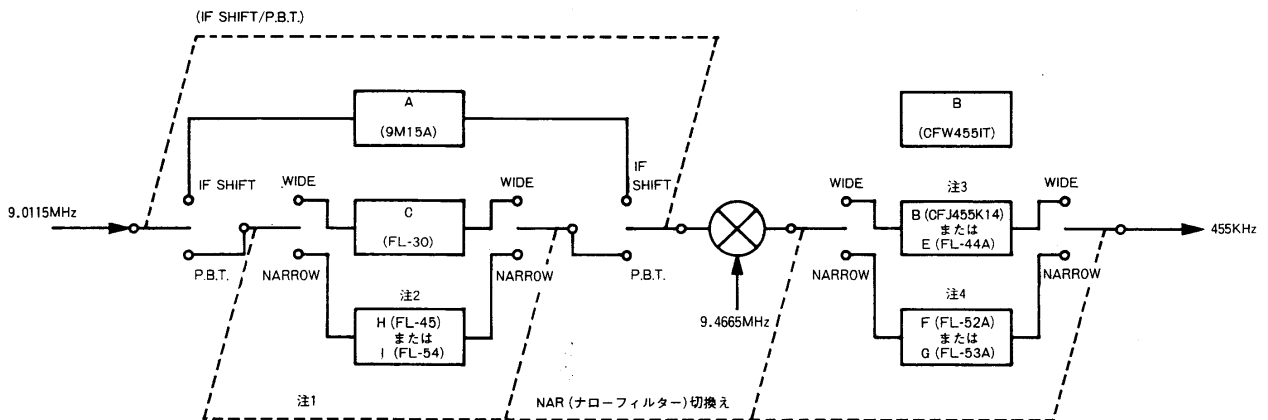 (IF SHIFT/P.B.T.)
A
(9M15A)
B
(CFW455IT)
IF SHIFT
WIDE
WIDE
IF
SHIFT
WIDE
注3
WIDE
9.0115MHz
C
(FL-30)
B (CFJ455K14)
または
E (FL-44A)
455KHz
P.B.T.
NARROW
NARROW
P.B.T.
NARROW
NARROW
注2
注4
H (FL-45)
または
I (FL-54)
9.4665MHz
F (FL-52A)
または
G (FL-53A)
注1
NAR (ナローフィルター) 切換え